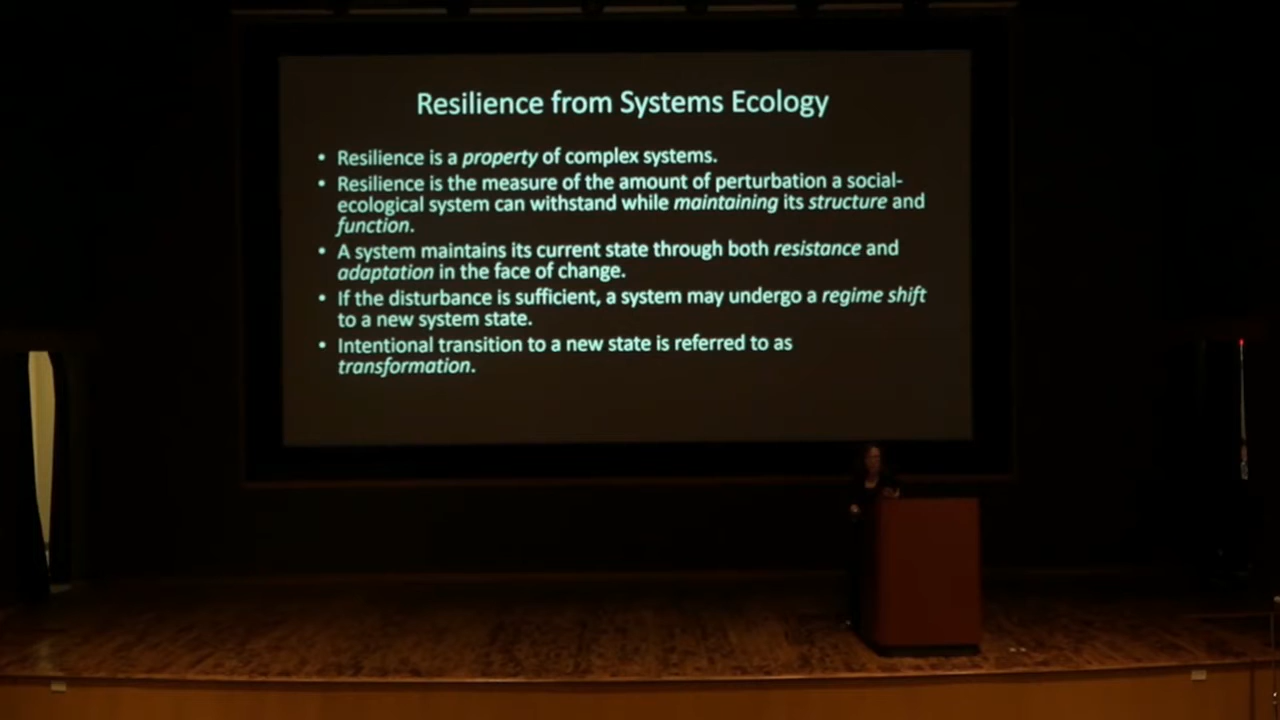 Resilience from Systems Ecology
• Resilience is a property of complex systems.
• Resilience is the measure of the amount of perturbation a social-
ecological system can withstand while maintaining its structure and
function.
• A system maintains its current state through both resistance and
adaptation in the face of change.
• If the disturbance is sufficient, a system may undergo a regime shift
to a new system state.
• Intentional transition to a new state is referred to as
transformation.